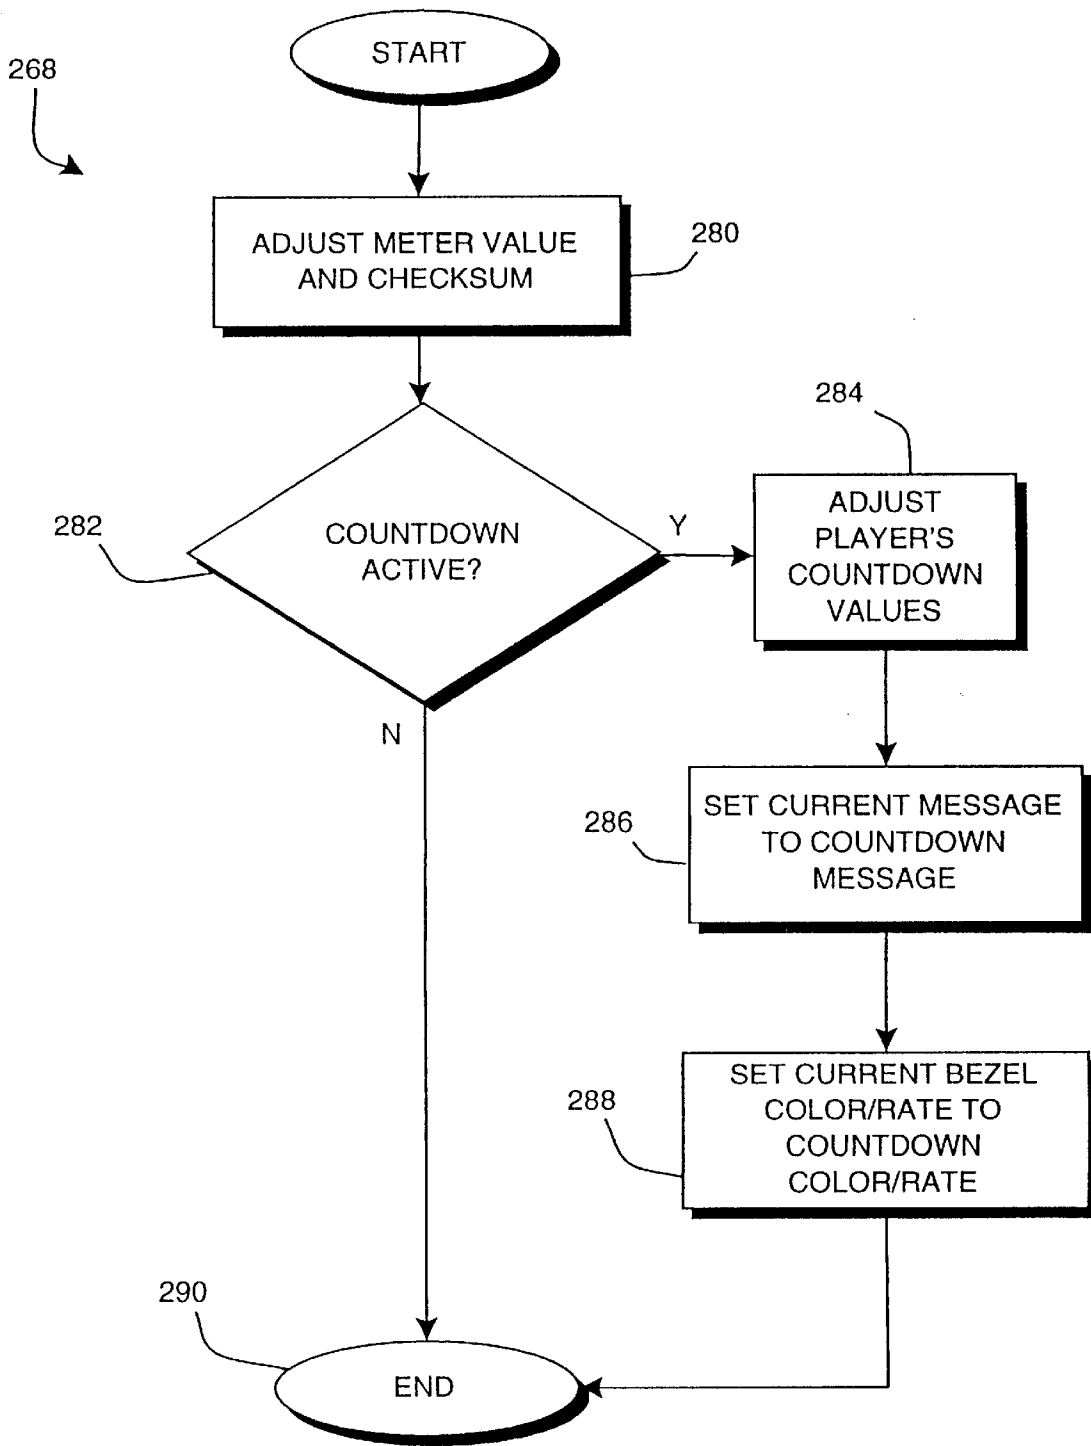 START
268
ADJUST METER VALUE
AND CHECKSUM
280
284
282
COUNTDOWN
ACTIVE?
Y
ADJUST
PLAYER'S
COUNTDOWN
VALUES
N
286
SET CURRENT MESSAGE
TO COUNTDOWN
MESSAGE
288
SET CURRENT BEZEL
COLOR/RATE TO
COUNTDOWN
COLOR/RATE
290
END